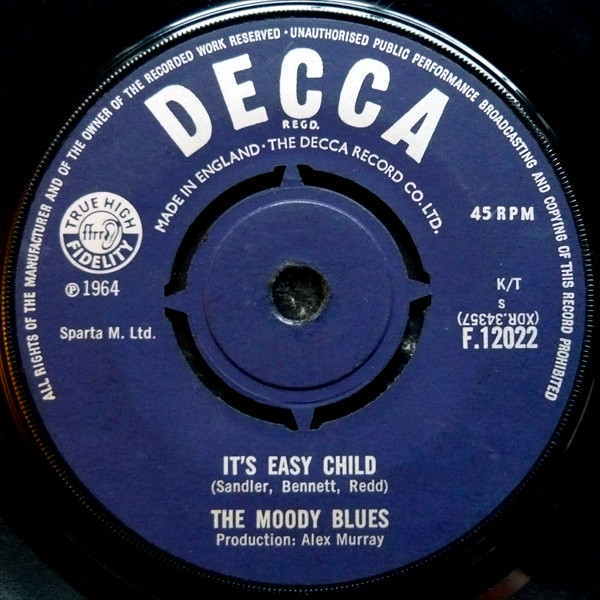 ALL RIGHTS OF THE MANUFACTURER AND OF THE OWNER OF THE RECORDED WORK RESERVED · UNAUTHORISED PUBLIC PERFORMANCE BROADCASTING AND COPYING OF THIS RECORD PROHIBITED
DECCA
REGD.
MADE IN ENGLAND · THE DECCA RECORD CO. LTD.
TRUE HIGH
ffrr
FIDELITY
45 RPM
℗ 1964
K/T
S
Sparta M. Ltd.
(XDR.34357)
F.12022
IT'S EASY CHILD
(Sandler, Bennett, Redd)
THE MOODY BLUES
Production: Alex Murray